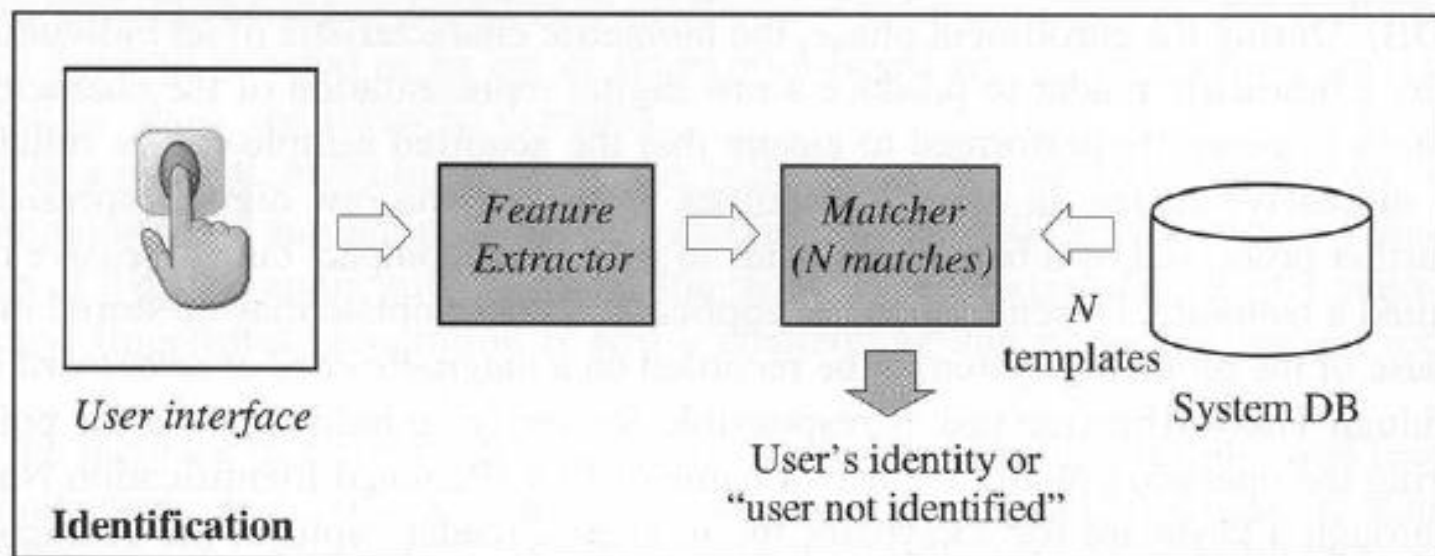 Feature
Extractor
Matcher
(N matches)
N
templates
User interface
System DB
User's identity or
“user not identified”
Identification